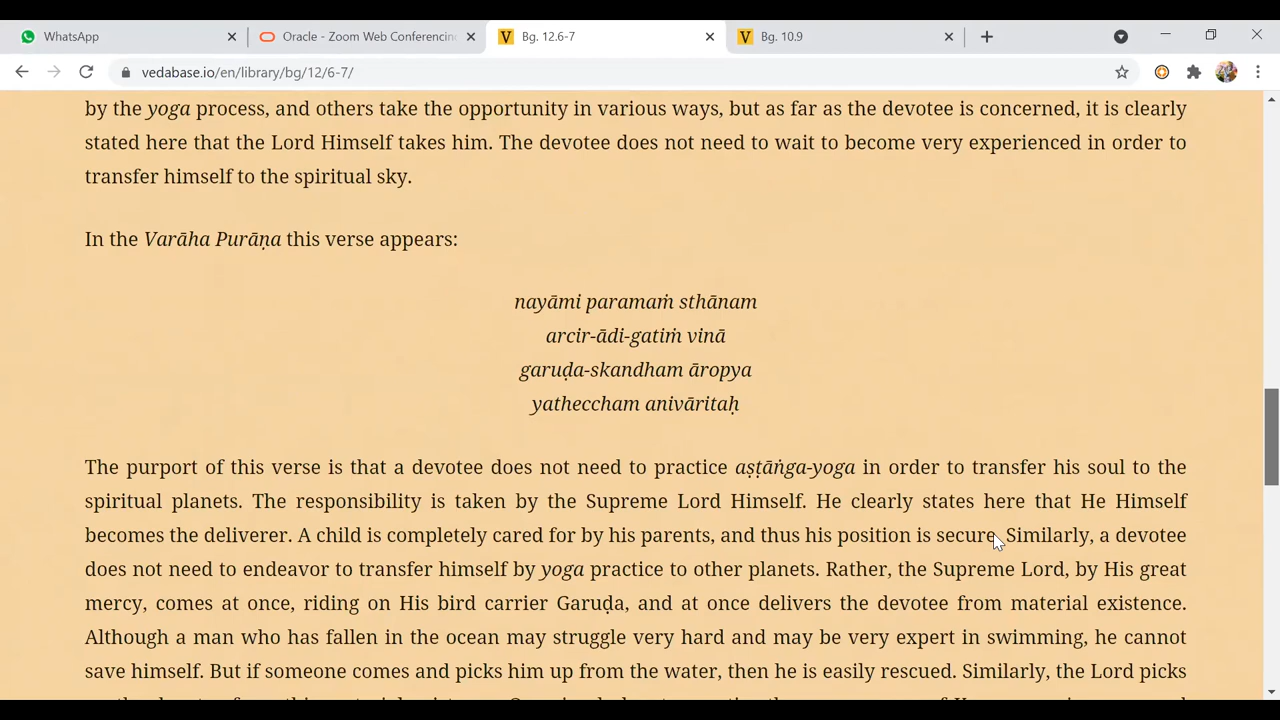 WhatsApp
Oracle - Zoom Web Conferencin
Bg. 12.6-7
Bg. 10.9
vedabase.io/en/library/bg/12/6-7/
by the yoga process, and others take the opportunity in various ways, but as far as the devotee is concerned, it is clearly
stated here that the Lord Himself takes him. The devotee does not need to wait to become very experienced in order to
transfer himself to the spiritual sky.
In the Varāha Purāṇa this verse appears:
nayāmi paramaṁ sthānam
arcir-ādi-gatiṁ vinā
garuḍa-skandham āropya
yatheccham anivāritaḥ
The purport of this verse is that a devotee does not need to practice aṣṭāṅga-yoga in order to transfer his soul to the
spiritual planets. The responsibility is taken by the Supreme Lord Himself. He clearly states here that He Himself
becomes the deliverer. A child is completely cared for by his parents, and thus his position is secure. Similarly, a devotee
does not need to endeavor to transfer himself by yoga practice to other planets. Rather, the Supreme Lord, by His great
mercy, comes at once, riding on His bird carrier Garuḍa, and at once delivers the devotee from material existence.
Although a man who has fallen in the ocean may struggle very hard and may be very expert in swimming, he cannot
save himself. But if someone comes and picks him up from the water, then he is easily rescued. Similarly, the Lord picks